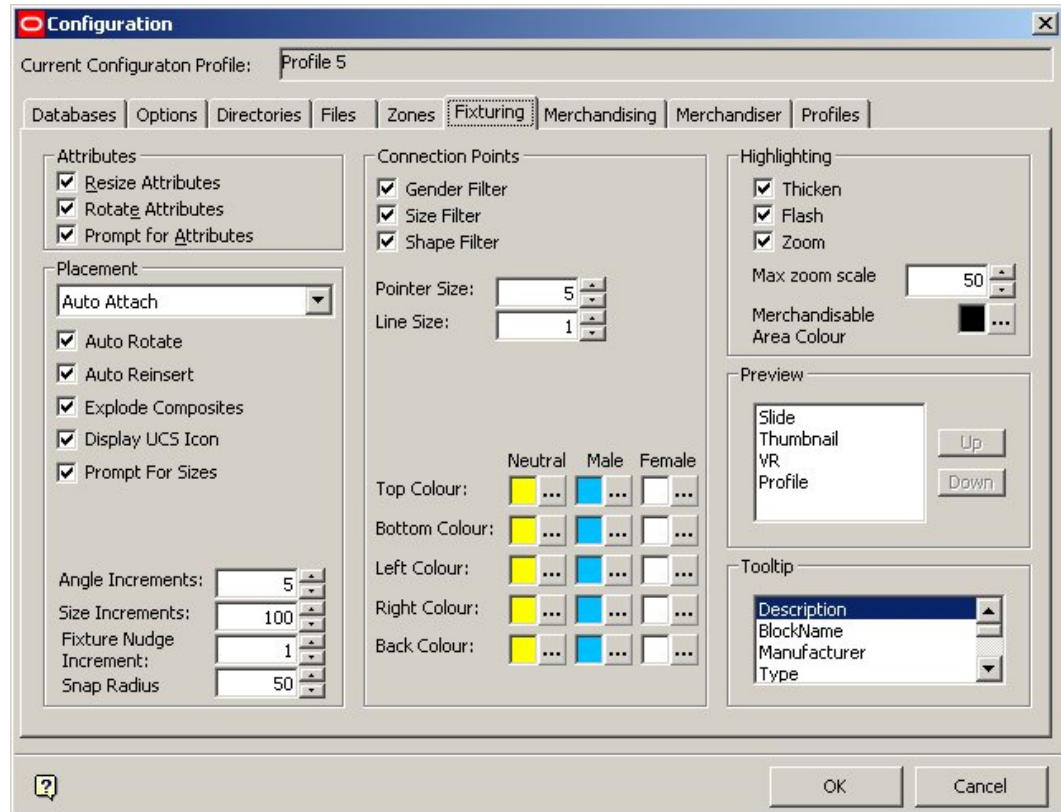 Configuration
Current Configuraton Profile: Profile 5
Databases Options Directories Files Zones Fixturing Merchandising Merchandiser Profiles
Attributes
Resize Attributes
Rotate Attributes
Prompt for Attributes
Placement
Auto Attach
Auto Rotate
Auto Reinsert
Explode Composites
Display UCS Icon
Prompt For Sizes
Angle Increments: 5
Size Increments: 100
Fixture Nudge
Increment: 1
Snap Radius 50
Connection Points
Gender Filter
Size Filter
Shape Filter
Pointer Size: 5
Line Size: 1
Neutral Male Female
Top Colour: ... ... ...
Bottom Colour: ... ... ...
Left Colour: ... ... ...
Right Colour: ... ... ...
Back Colour: ... ... ...
Highlighting
Thicken
Flash
Zoom
Max zoom scale 50
Merchandisable
Area Colour ...
Preview
Slide
Thumbnail
VR
Profile
Up
Down
Tooltip
Description
BlockName
Manufacturer
Type
OK Cancel